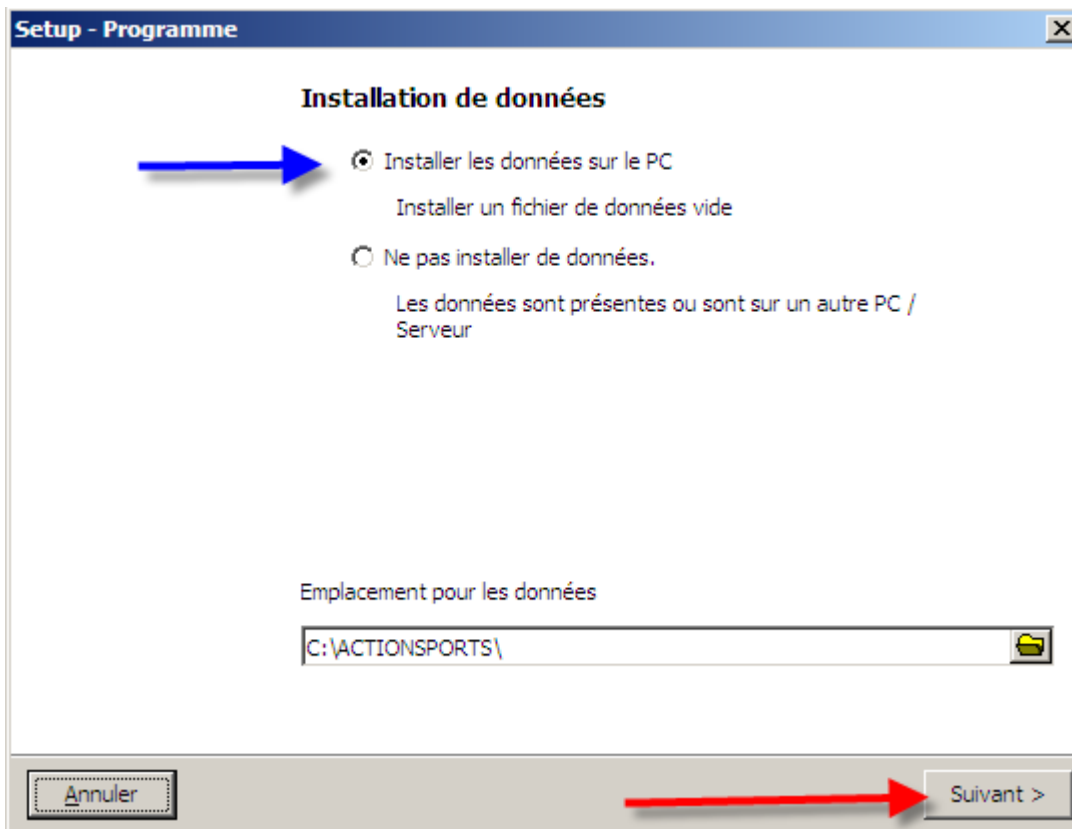 Setup - Programme
Installation de données
Installer les données sur le PC
Installer un fichier de données vide
Ne pas installer de données.
Les données sont présentes ou sont sur un autre PC /
Serveur
Emplacement pour les données
C:\ACTIONSPORTS\
Annuler
Suivant >